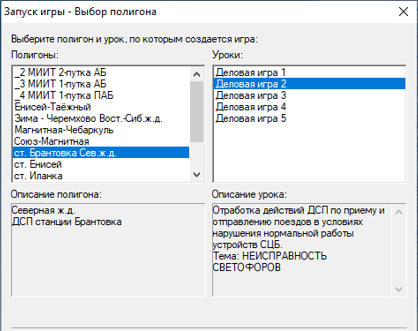 Запуск игры - Выбор полигона
Выберите полигон и урок, по которым создается игра:
Полигоны:
_2 МИИТ 2-путка АБ
_3 МИИТ 1-путка АБ
_4 МИИТ 1-путка ПАБ
Енисей-Таёжный
Зима - Черемхово Вост.-Сиб.ж.д.
Магнитная-Чебаркуль
Союз-Магнитная
ст. Брантовка Сев.ж.д.
ст. Енисей
ст. Иланка
Уроки:
Деловая игра 1
Деловая игра 2
Деловая игра 3
Деловая игра 4
Деловая игра 5
Описание полигона:
Северная ж.д.
ДСП станции Брантовка
Описание урока:
Отработка действий ДСП по приему и
отправлению поездов в условиях
нарушения нормальной работы
устройств СЦБ.
Тема: НЕИСПРАВНОСТЬ
СВЕТОФОРОВ